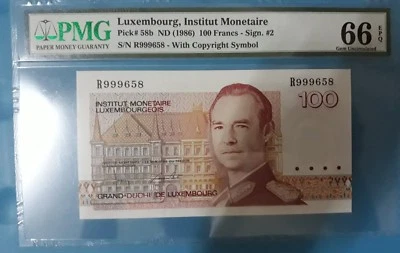 PMG
PAPER MONEY GUARANTY
Luxembourg, Institut Monetaire
Pick# 58b ND (1986) 100 Francs - Sign. #2
S/N R999658 - With Copyright Symbol
66 EPQ
Gem Uncirculated
R999658
R999658
INSTITUT MONETAIRE
LUXEMBOURGEOIS
100
GRAND-DUCHE DE LUXEMBOURG